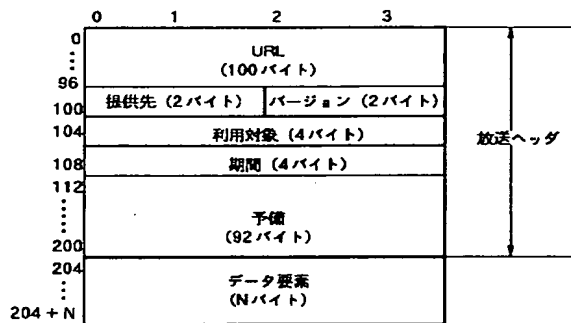 0 1 2 3
0
URL
(100バイト)
96
100
提供先 (2バイト) バージョン (2バイト)
104
利用対象 (4バイト)
108
期間 (4バイト)
112
予備
(92バイト)
200
204
データ要素
(Nバイト)
204 + N
放送ヘッダ